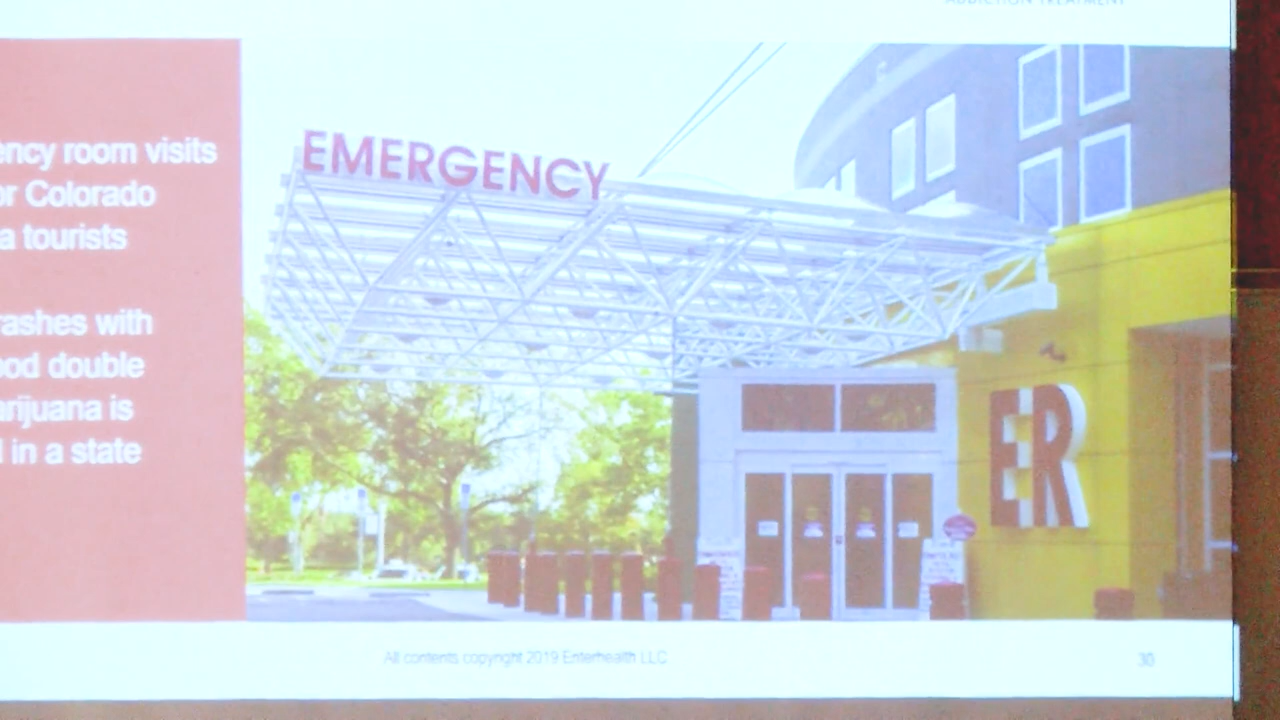 ADDICTION TREATMENT
ency room visits
or Colorado
a tourists
rashes with
ood double
arijuana is
l in a state
EMERGENCY
ER
All contents copyright 2019 Enterhealth LLC
30